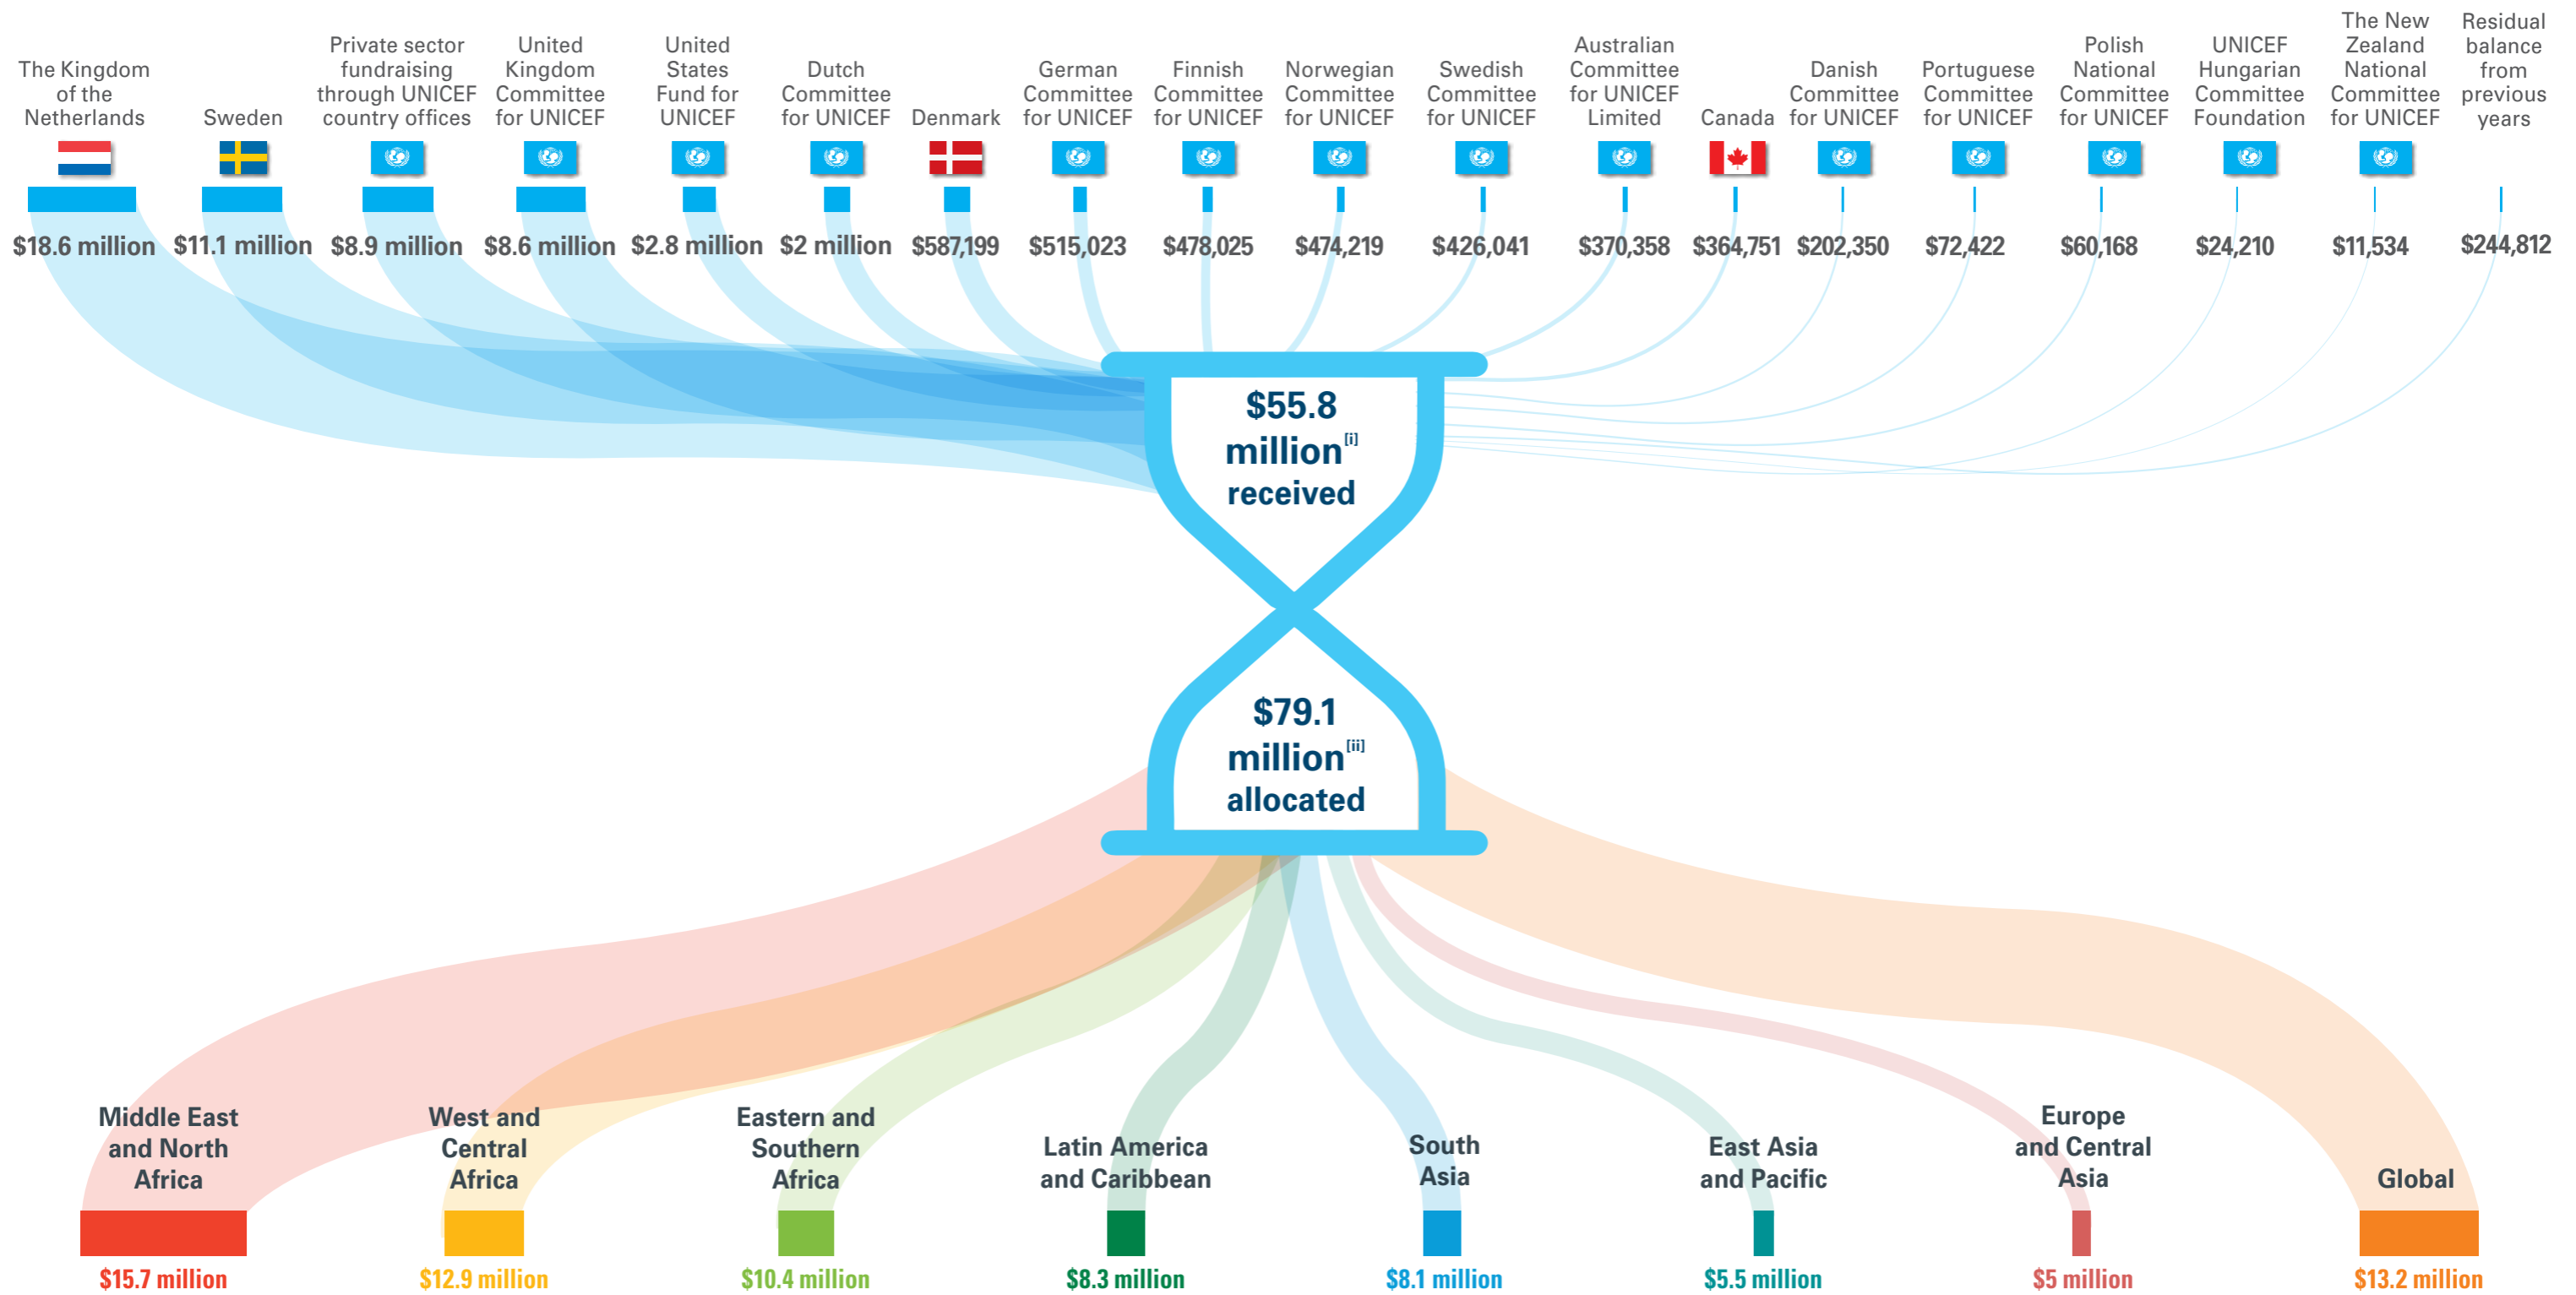 The Kingdom
of the
Netherlands
$18.6 million
Sweden
$11.1 million
Private sector
fundraising
through UNICEF
country offices
$8.9 million
United
Kingdom
Committee
for UNICEF
$8.6 million
United
States
Fund for
UNICEF
$2.8 million
Dutch
Committee
for UNICEF
$2 million
Denmark
$587,199
German
Committee
for UNICEF
$515,023
Finnish
Committee
for UNICEF
$478,025
Norwegian
Committee
for UNICEF
$474,219
Swedish
Committee
for UNICEF
$426,041
Australian
Committee
for UNICEF
Limited
$370,358
Canada
$364,751
Danish
Committee
for UNICEF
$202,350
Portuguese
Committee
for UNICEF
$72,422
Polish
National
Committee
for UNICEF
$60,168
UNICEF
Hungarian
Committee
Foundation
$24,210
The New
Zealand
National
Committee
for UNICEF
$11,534
Residual
balance
from
previous
years
$244,812
$55.8
million[i]
received
$79.1
million[ii]
allocated
Middle East
and North
Africa
$15.7 million
West and
Central
Africa
$12.9 million
Eastern and
Southern
Africa
$10.4 million
Latin America
and Caribbean
$8.3 million
South
Asia
$8.1 million
East Asia
and Pacific
$5.5 million
Europe
and Central
Asia
$5 million
Global
$13.2 million